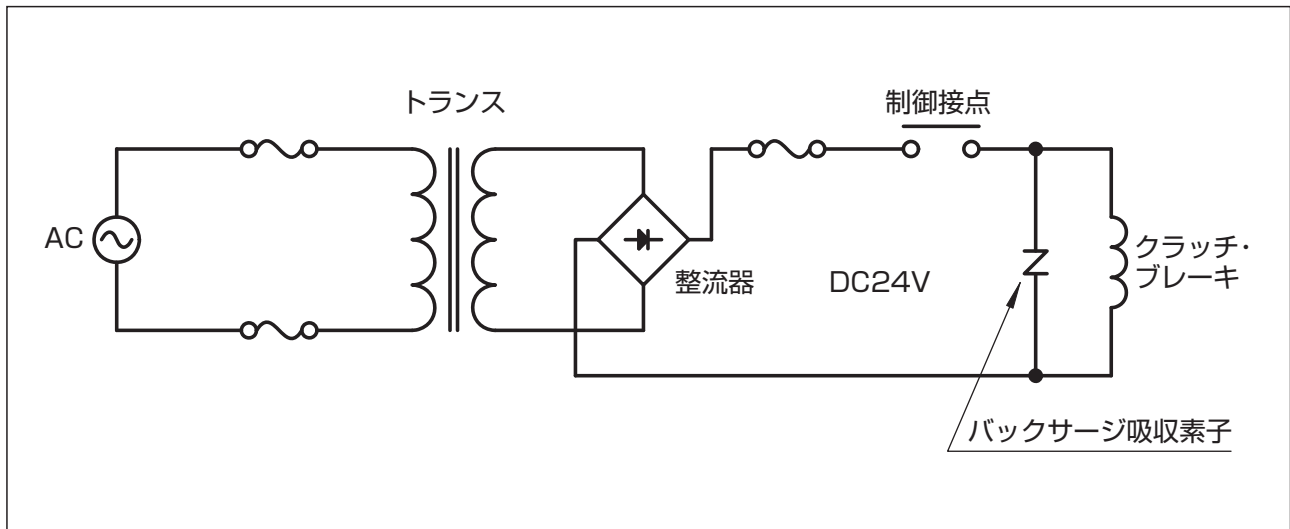 トランス
制御接点
AC
整流器
DC24V
クラッチ・
ブレーキ
バックサージ吸収素子